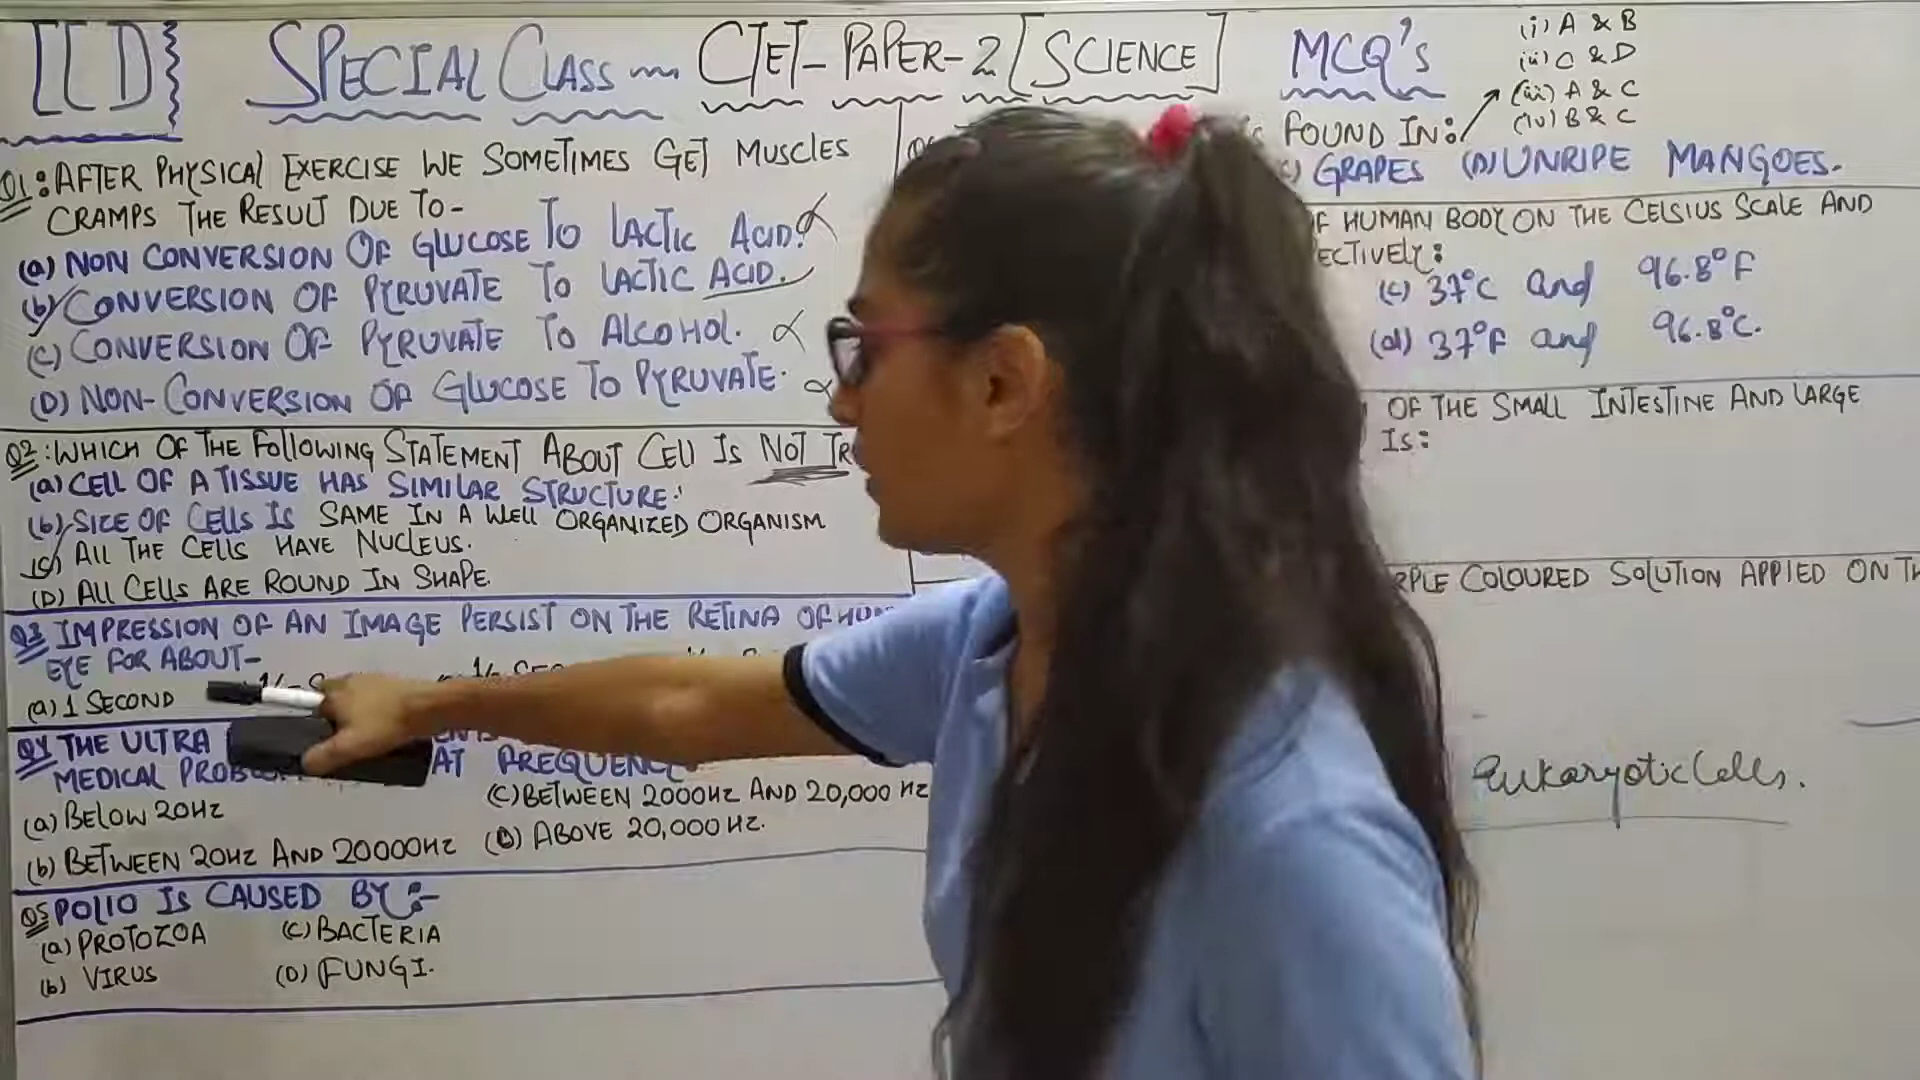 LCD SPECIAL CLASS CTET-PAPER-2 [SCIENCE] MCQ's
Q1: AFTER PHYSICAL EXERCISE WE SOMETIMES GET MUSCLES
CRAMPS THE RESULT DUE TO-
(a) NON CONVERSION OF GLUCOSE TO LACTIC ACID.
(b) CONVERSION OF PYRUVATE TO LACTIC ACID.
(C) CONVERSION OF PYRUVATE TO ALCOHOL.
(D) NON-CONVERSION OF GLUCOSE TO PYRUVATE.
Q2: WHICH OF THE FOLLOWING STATEMENT ABOUT CELL IS NOT
(a) CELL OF A TISSUE HAS SIMILAR STRUCTURE.
(b) SIZE OF CELLS IS SAME IN A WELL ORGANIZED ORGANISM
(c) ALL THE CELLS HAVE NUCLEUS.
(D) ALL CELLS ARE ROUND IN SHAPE.
Q3 IMPRESSION OF AN IMAGE PERSIST ON THE RETINA OF
EYE FOR ABOUT-
(a) 1 SECOND
Q4 THE ULTRA
MEDICAL AT
(a) BELOW 20HZ
(C) BETWEEN 2000HZ AND 20,000 HZ
(b) BETWEEN 20HZ AND 20000HZ
(D) ABOVE 20,000 HZ.
Q5 POLIO IS CAUSED BY:-
(a) PROTOZOA (C) BACTERIA
(b) VIRUS (D) FUNGI.
(i) A & B
(ii) C & D
(iii) A & C
(iv) B & C
FOUND IN:
GRAPES (D) UNRIPE MANGOES.
HUMAN BODY ON THE CELSIUS SCALE AND
(c) 37°C and 96.8°F
(d) 37°F and 96.8°C.
OF THE SMALL INTESTINE AND LARGE
IS:
COLOURED SOLUTION APPIED ON
Eukaryotic Cells.